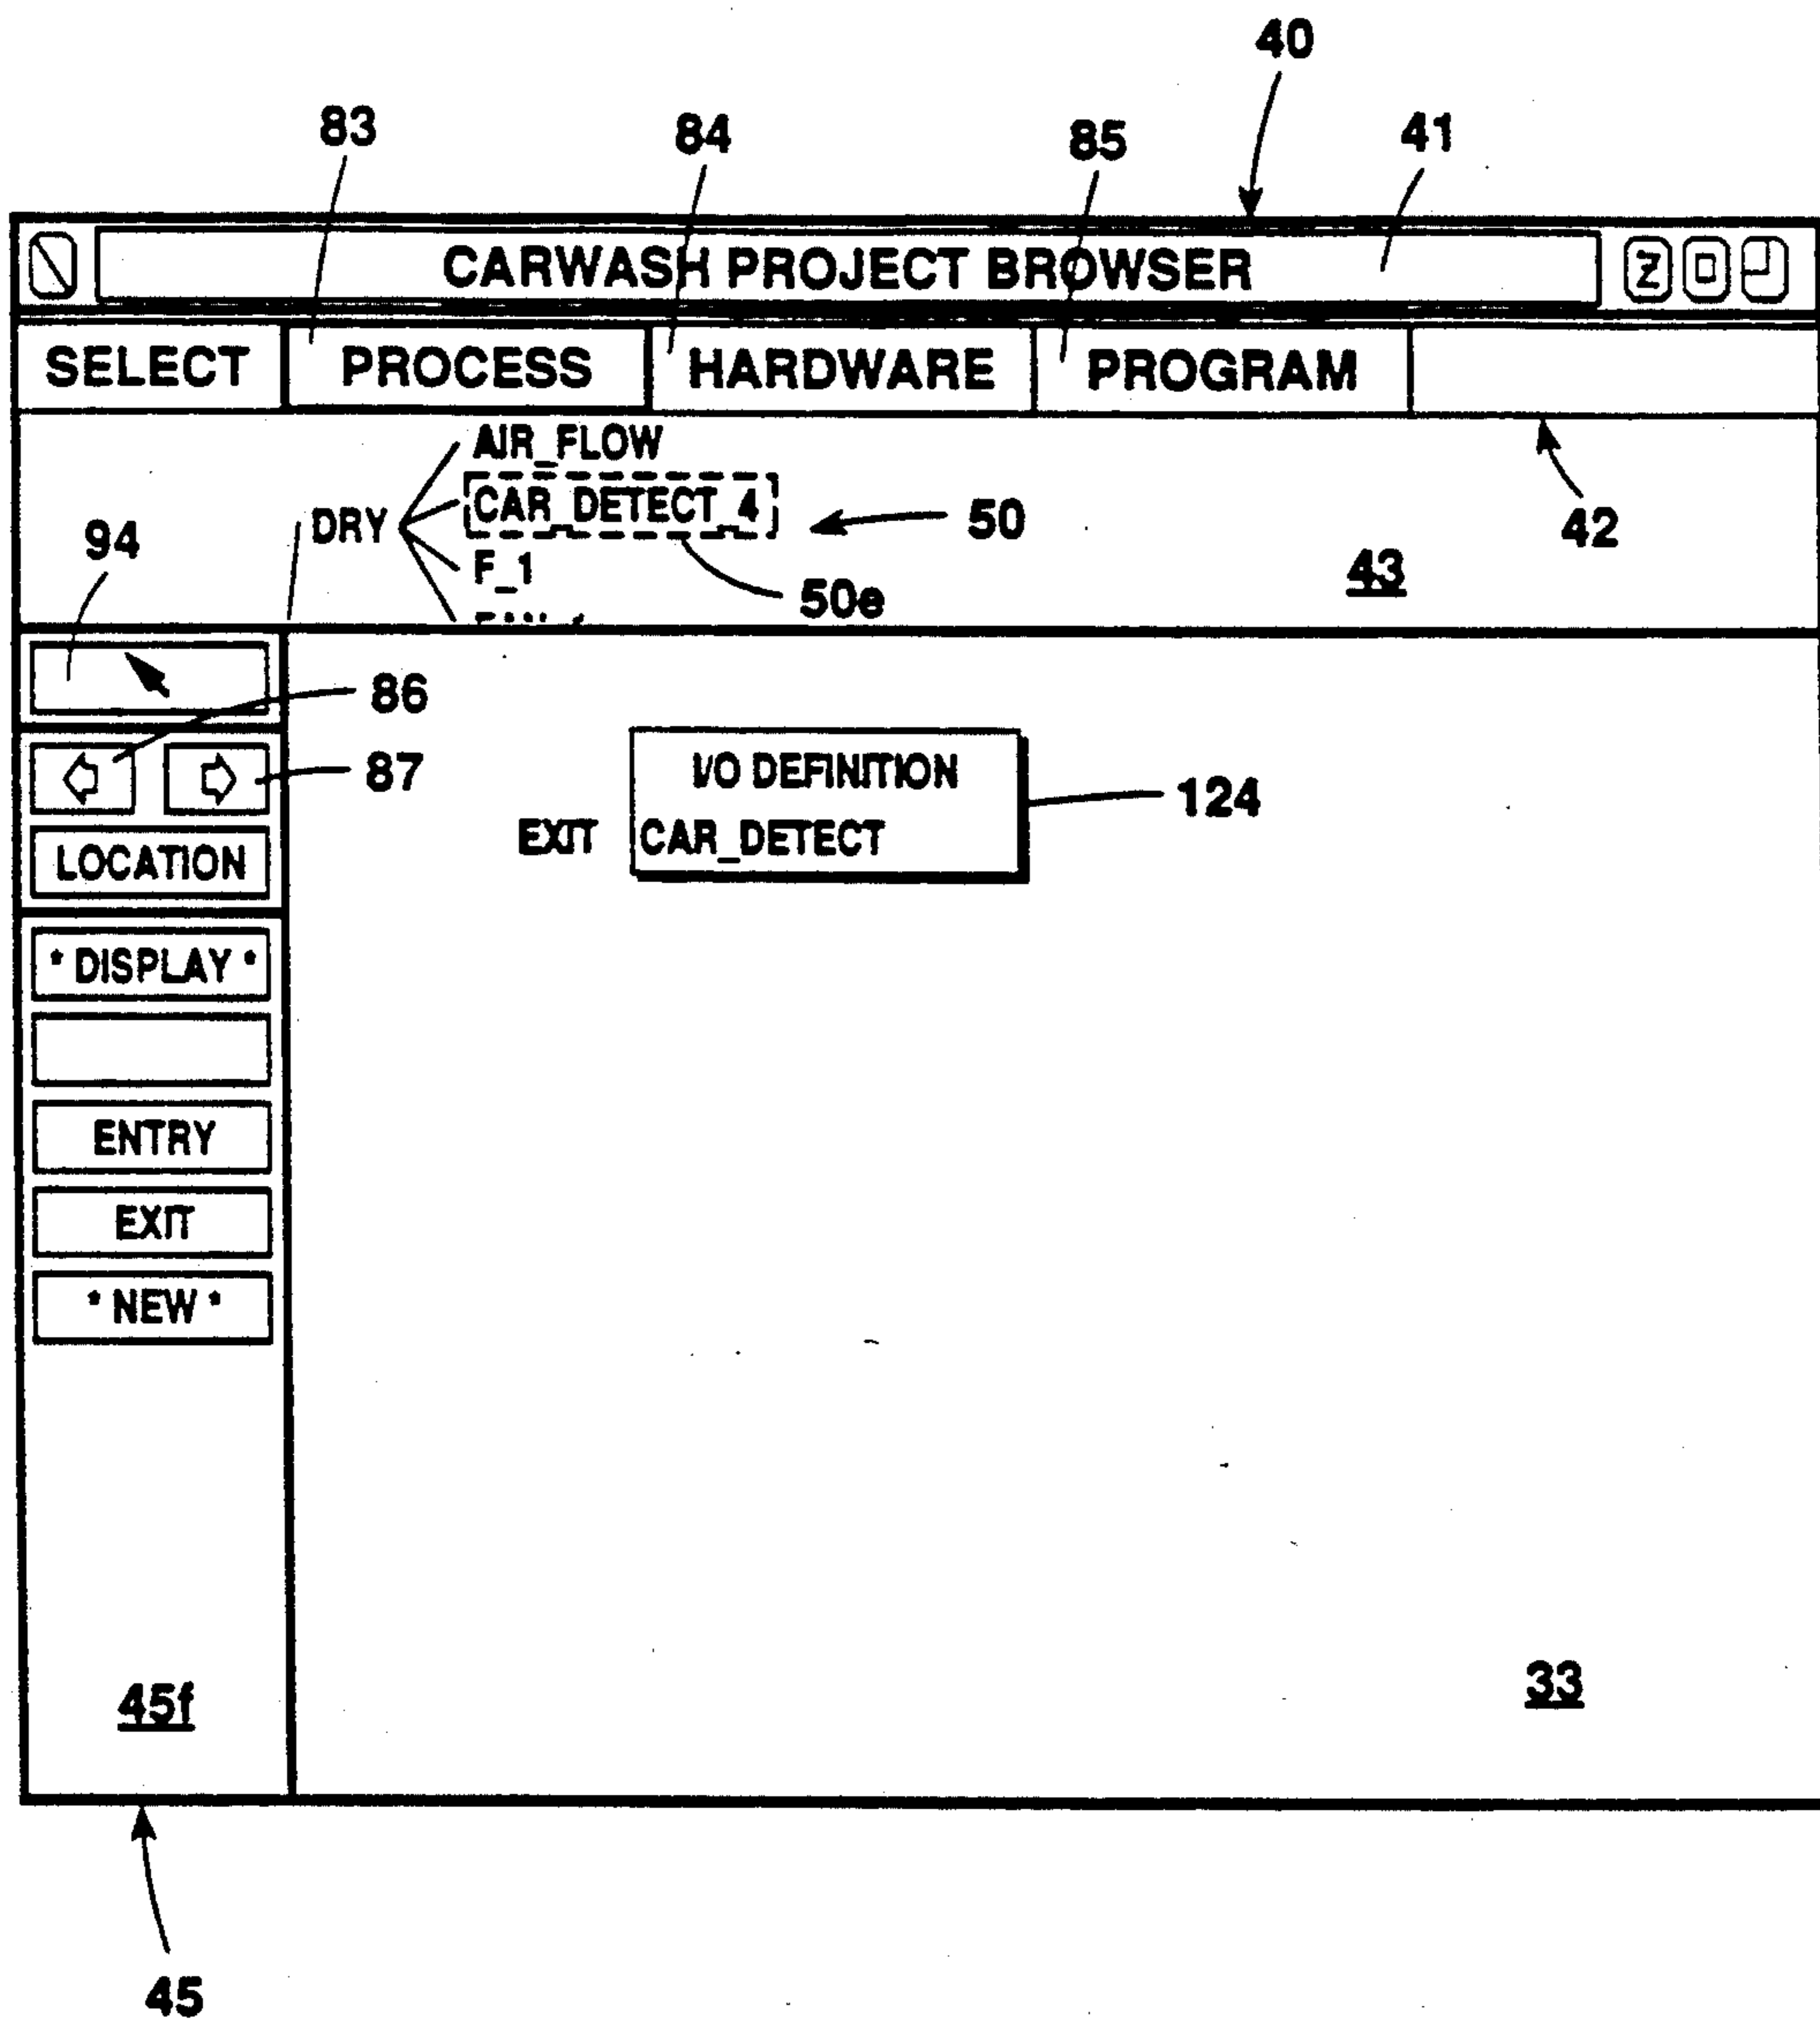 40
83 84 85 41
CARWASH PROJECT BROWSER Z
SELECT PROCESS HARDWARE PROGRAM
AIR_FLOW
CAR_DETECT_4
DRY
50
42
94
F_1
43
50e
86
87
I/O DEFINITION
124
EXIT CAR_DETECT
LOCATION
* DISPLAY *
ENTRY
EXIT
* NEW *
45f
33
45